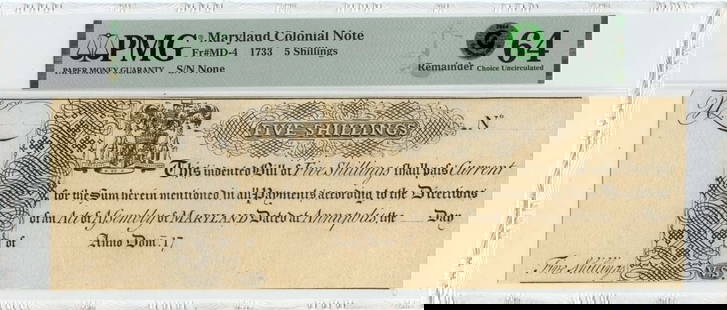 PMG
PAPER MONEY GUARANTY
Maryland Colonial Note
Fr#MD-4 1733 5 Shillings
S/N None
64
Remainder Choice Uncirculated
FIVE SHILLINGS
N°
This indented Bill of Five Shillings shall pass Current
for the Sum herein mentioned in all Payments according to the Directions
of an Act of Assembly of MARYLAND Dated at Annapolis the Day
of Anno Dom. 17
Five Shillings